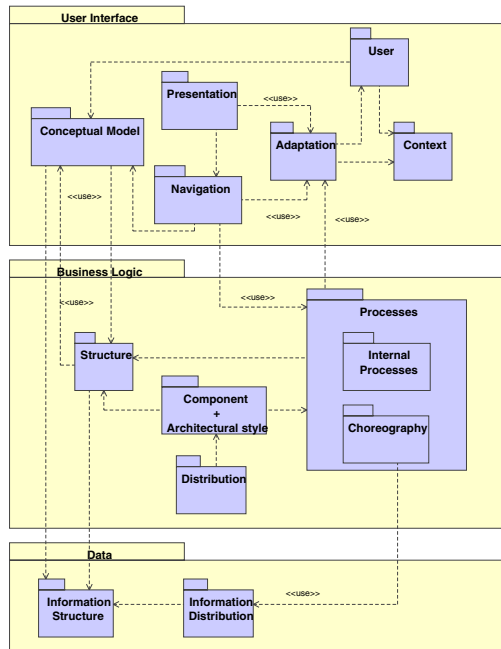 User Interface
User
Presentation
<<use>>
Conceptual Model
Adaptation
Context
Navigation
<<use>>
<<use>>
<<use>>
Business Logic
<<use>>
Processes
<<use>>
Structure
Internal
Processes
Component
+
Architectural style
Choreography
Distribution
Data
<<use>>
Information
Structure
Information
Distribution